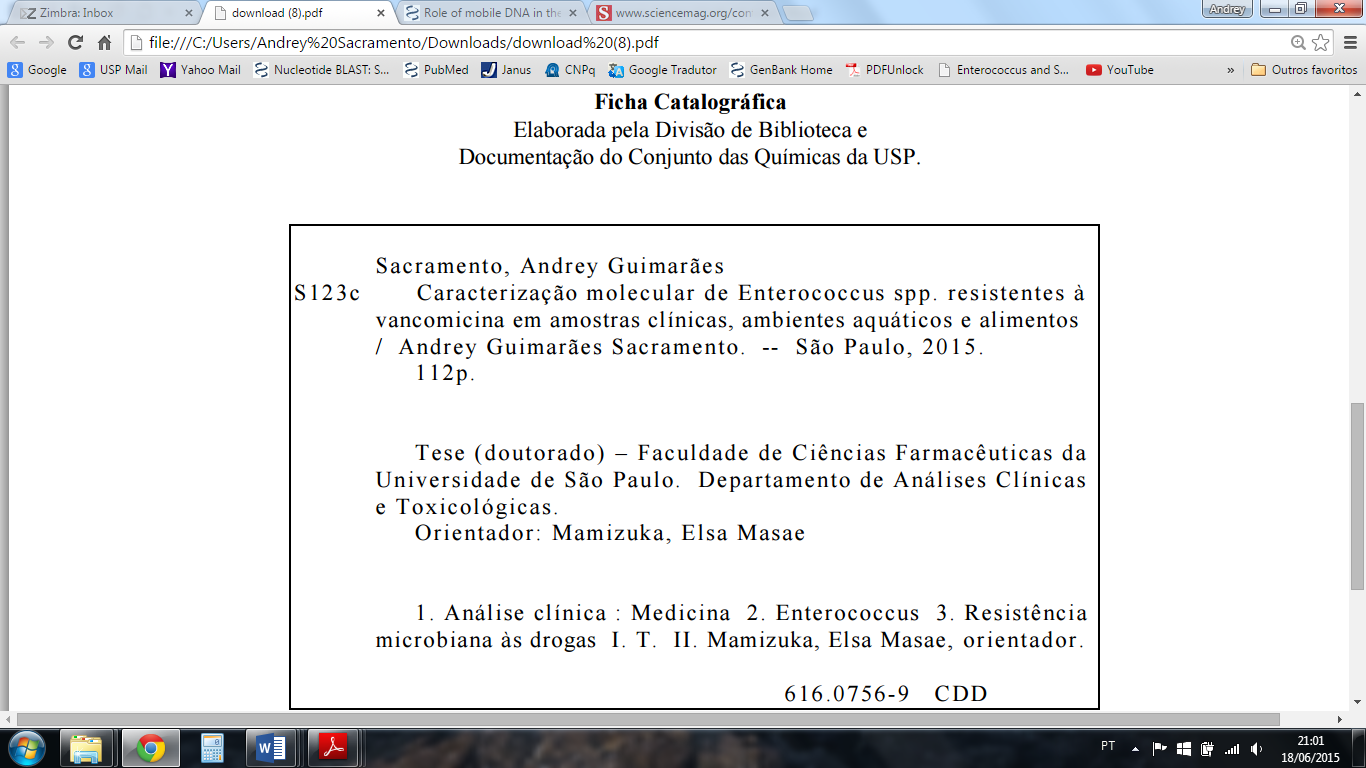 Zimbra: Inbox
download (8).pdf
Role of mobile DNA in the
www.sciencemag.org/con
Andrey
file:///C:/Users/Andrey%20Sacramento/Downloads/download%20(8).pdf
Google
USP Mail
Yahoo Mail
Nucleotide BLAST: S...
PubMed
Janus
CNPq
Google Tradutor
GenBank Home
PDFUnlock
Enterococcus and S...
YouTube
»
Outros favoritos
Ficha Catalográfica
Elaborada pela Divisão de Biblioteca e
Documentação do Conjunto das Químicas da USP.
Sacramento, Andrey Guimarães
S123c Caracterização molecular de Enterococcus spp. resistentes à
vancomicina em amostras clínicas, ambientes aquáticos e alimentos
/ Andrey Guimarães Sacramento. -- São Paulo, 2015.
112p.
Tese (doutorado) – Faculdade de Ciências Farmacêuticas da
Universidade de São Paulo. Departamento de Análises Clínicas
e Toxicológicas.
Orientador: Mamizuka, Elsa Masae
1. Análise clínica : Medicina 2. Enterococcus 3. Resistência
microbiana às drogas I. T. II. Mamizuka, Elsa Masae, orientador.
616.0756-9 CDD
PT
21:01
18/06/2015